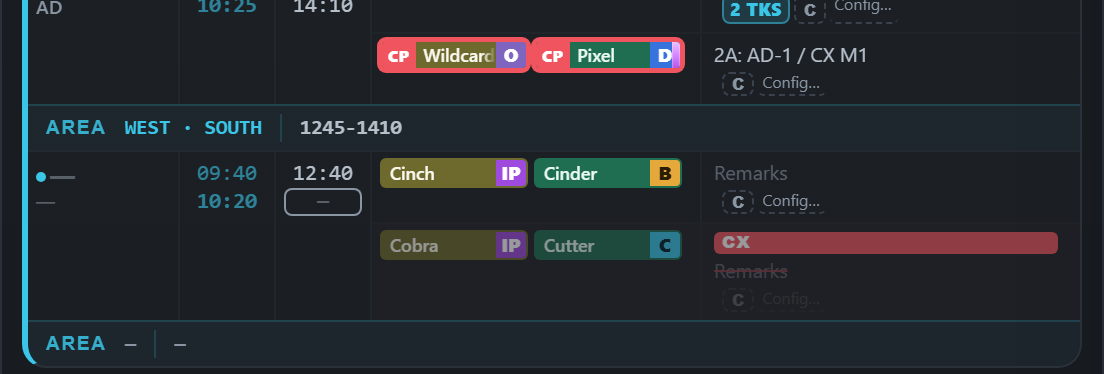 AD 10:25 14:10 2 TKS C Config...
CP Wildcard O CP Pixel D 2A: AD-1 / CX M1
C Config...
AREA WEST · SOUTH 1245-1410
09:40 12:40 Cinch IP Cinder B Remarks
— 10:20 — C Config...
Cobra IP Cutter C CX
Remarks
C Config...
AREA — —